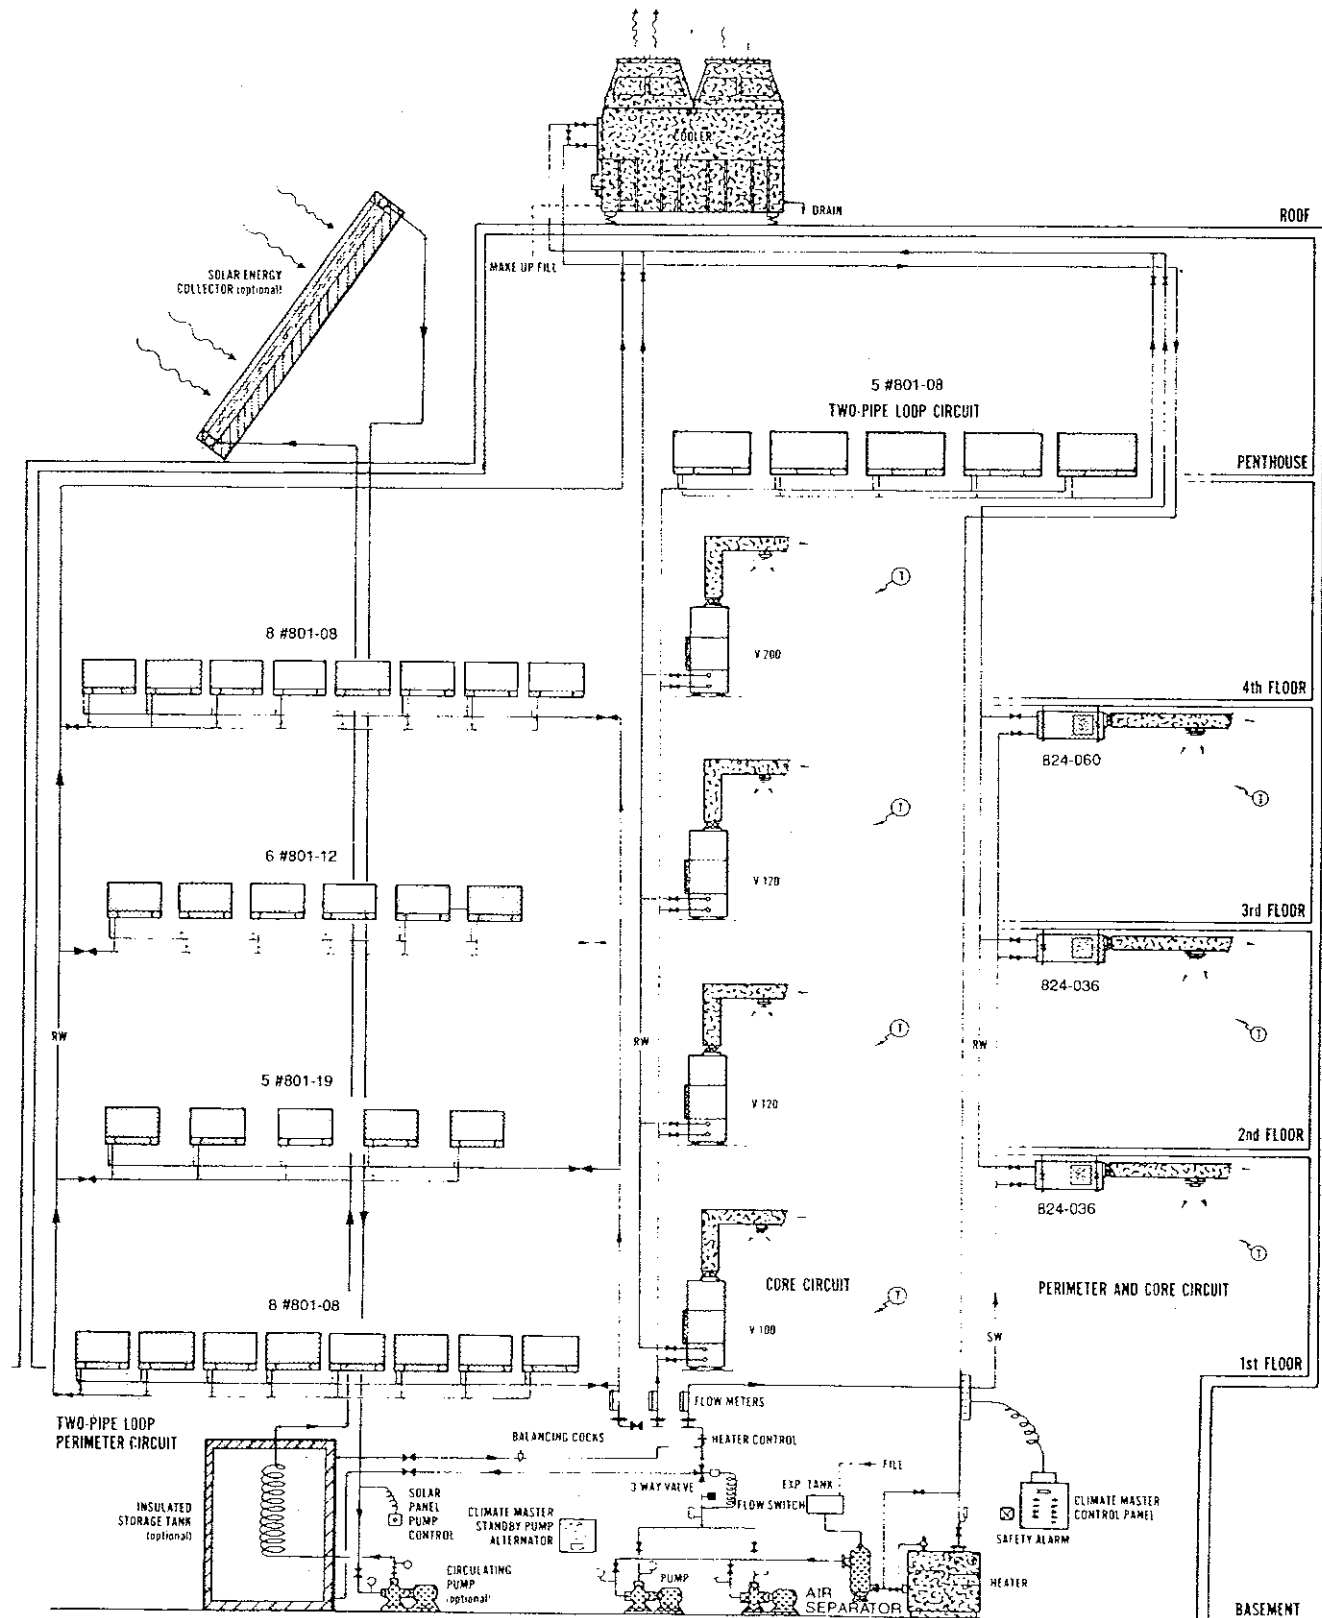 COOLER
DRAIN
ROOF
MAKE UP FILL
SOLAR ENERGY
COLLECTOR (optional)
5 #801-08
TWO-PIPE LOOP CIRCUIT
PENTHOUSE
8 #801-08
V 200
T
4th FLOOR
824-060
6 #801-12
V 120
T
T
3rd FLOOR
824-036
RW
RW
RW
5 #801-19
V 120
T
T
2nd FLOOR
824-036
8 #801-08
CORE CIRCUIT
PERIMETER AND CORE CIRCUIT
V 100
T
T
SW
1st FLOOR
TWO-PIPE LOOP
PERIMETER CIRCUIT
FLOW METERS
BALANCING COCKS
HEATER CONTROL
FILL
3 WAY VALVE
EXP. TANK
FLOW SWITCH
INSULATED
STORAGE TANK
(optional)
SOLAR
PANEL
PUMP
CONTROL
CLIMATE MASTER
STANDBY PUMP
ALTERNATOR
CLIMATE MASTER
CONTROL PANEL
SAFETY ALARM
CIRCULATING
PUMP
(optional)
PUMP
AIR
SEPARATOR
HEATER
BASEMENT